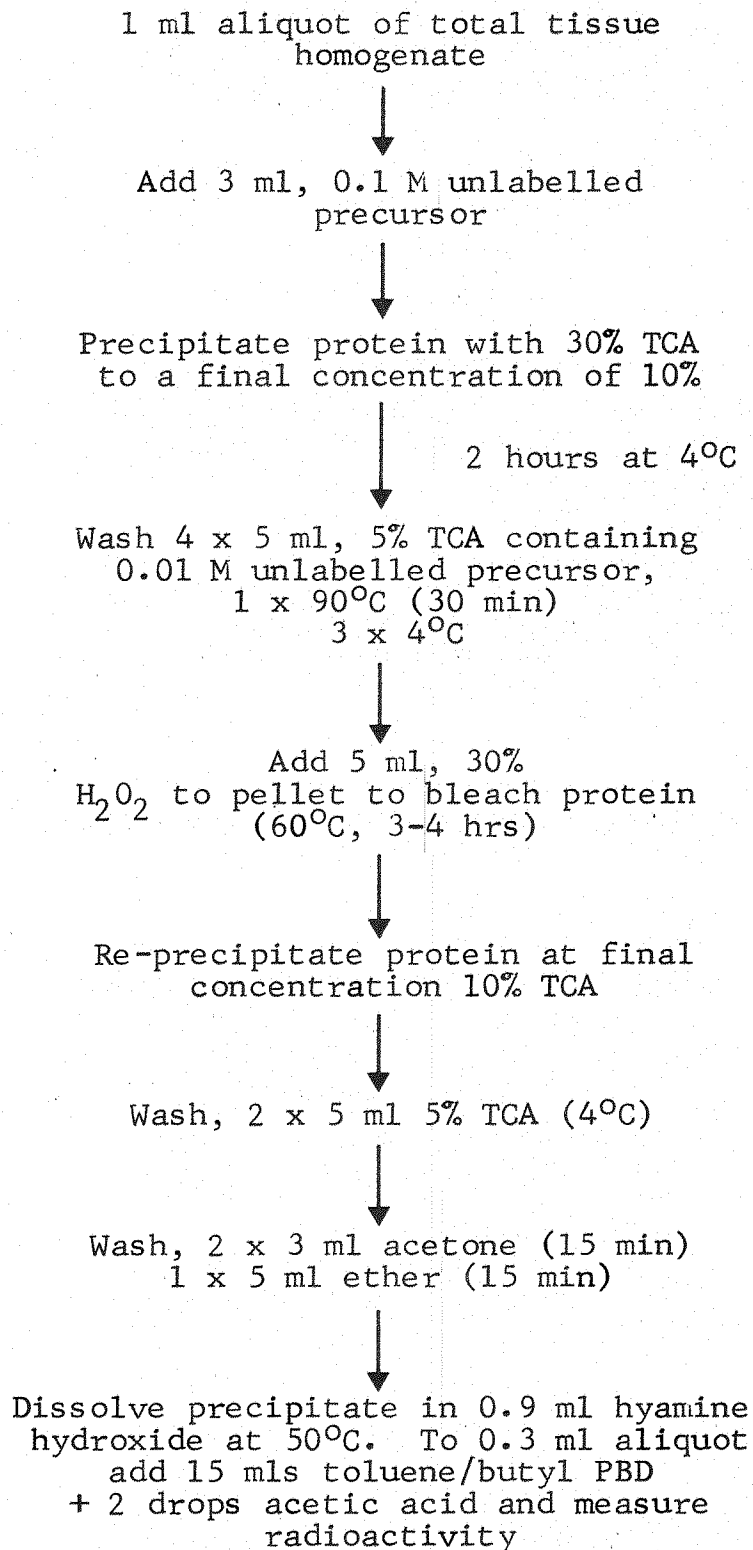 1 ml aliquot of total tissue
homogenate
Add 3 ml, 0.1 M unlabelled
precursor
Precipitate protein with 30% TCA
to a final concentration of 10%
2 hours at 4°C
Wash 4 x 5 ml, 5% TCA containing
0.01 M unlabelled precursor,
1 x 90°C (30 min)
3 x 4°C
Add 5 ml, 30%
H₂O₂ to pellet to bleach protein
(60°C, 3-4 hrs)
Re-precipitate protein at final
concentration 10% TCA
Wash, 2 x 5 ml 5% TCA (4°C)
Wash, 2 x 3 ml acetone (15 min)
1 x 5 ml ether (15 min)
Dissolve precipitate in 0.9 ml hyamine
hydroxide at 50°C. To 0.3 ml aliquot
add 15 mls toluene/butyl PBD
+ 2 drops acetic acid and measure
radioactivity